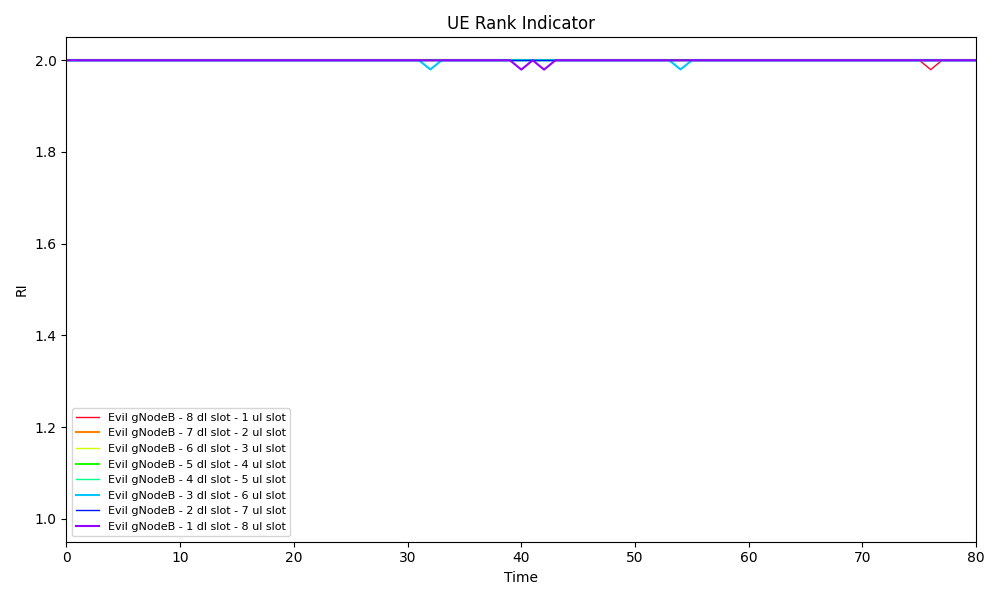 UE Rank Indicator
RI
2.0
1.8
1.6
1.4
1.2
1.0
Evil gNodeB - 8 dl slot - 1 ul slot
Evil gNodeB - 7 dl slot - 2 ul slot
Evil gNodeB - 6 dl slot - 3 ul slot
Evil gNodeB - 5 dl slot - 4 ul slot
Evil gNodeB - 4 dl slot - 5 ul slot
Evil gNodeB - 3 dl slot - 6 ul slot
Evil gNodeB - 2 dl slot - 7 ul slot
Evil gNodeB - 1 dl slot - 8 ul slot
0 10 20 30 40 50 60 70 80
Time